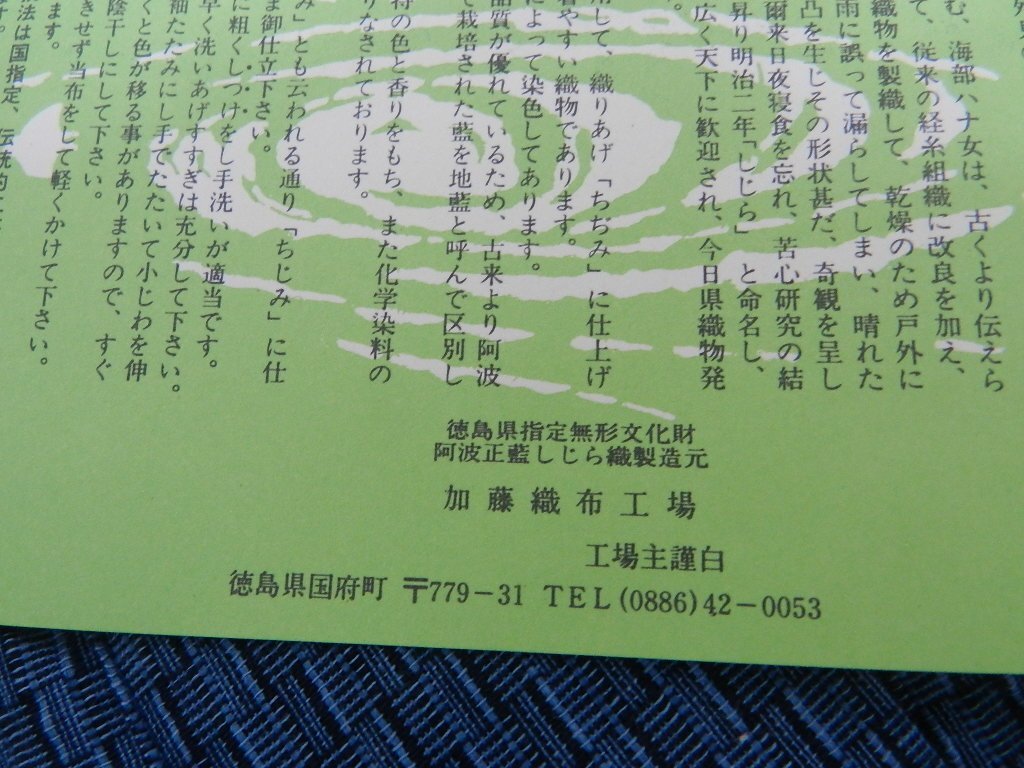 む、海部ハナ女は、古くより伝えら
て、従来の経糸組織に改良を加え、
織物を製織して、乾燥のため戸外に
雨に誤って漏らしてしまい、晴れた
凸を生じその形状甚だ、奇観を呈し
爾来日夜寝食を忘れ、苦心研究の結
昇り明治二年「しじら」と命名し、
広く天下に歓迎され、今日県織物発
。
用して、織りあげ「ちぢみ」に仕上げ
着やすい織物であります。
によって染色してあります。
品質が優れているため、古来より阿波
で栽培された藍を地藍と呼んで区別し
特の色と香りをもち、また化学染料の
りなされております。
み」とも云われる通り「ちじみ」に仕
ま御仕立下さい。
に粗くしつけをし手洗いが適当です。
早く洗いあげすすぎは充分して下さい。
袖たたみにし手でたたいて小じわを伸
くと色が移る事がありますので、すぐ
陰干しにして下さい。
きせず当布をして軽くかけて下さい。
ます。
法は国指定、伝統的
徳島県指定無形文化財
阿波正藍しじら織製造元
加藤織布工場
工場主謹白
徳島県国府町 〒779-31 TEL(0886)42-0053